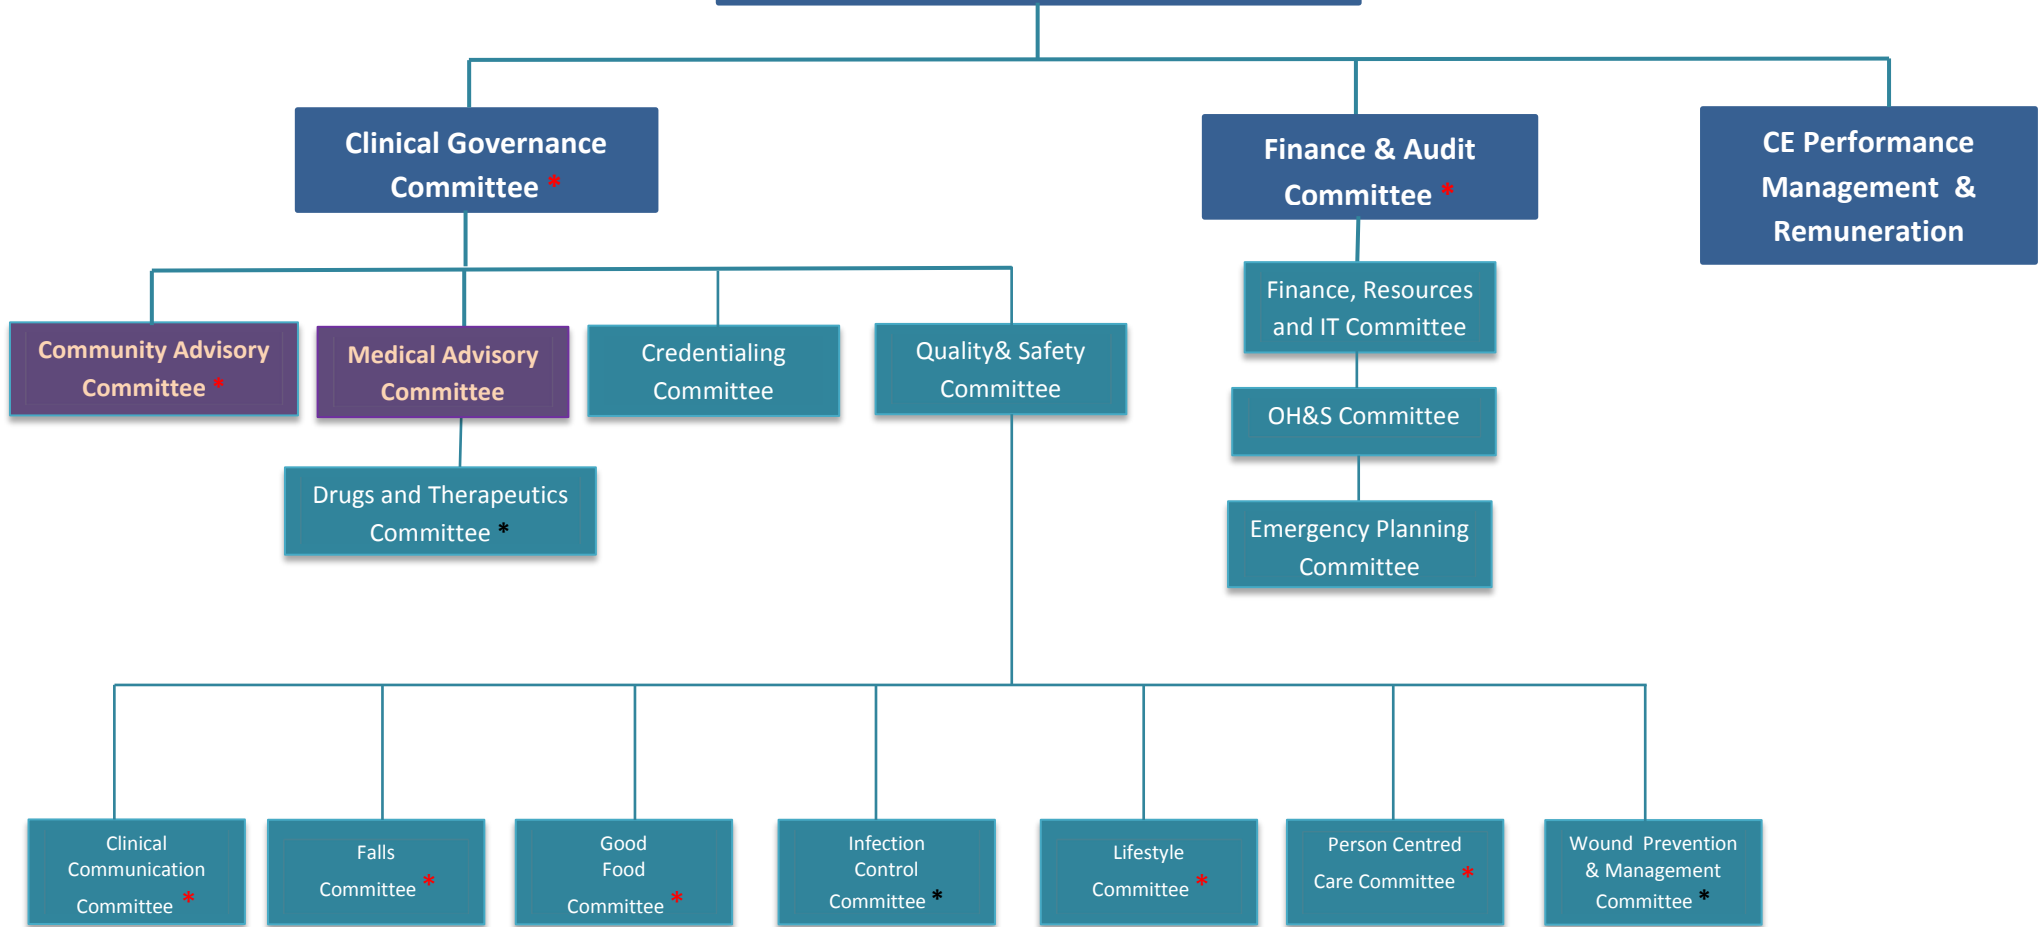 Clinical Governance
Committee *
Finance & Audit
Committee *
CE Performance
Management & 
Remuneration
Community Advisory
Committee *
Medical Advisory
Committee
Credentialing
Committee
Quality& Safety
Committee
Finance, Resources
and IT Committee
OH&S Committee
Drugs and Therapeutics
Committee *
Emergency Planning
Committee
Clinical
Communication
Committee *
Falls
Committee *
Good
Food
Committee *
Infection
Control
Committee *
Lifestyle
Committee *
Person Centred
Care Committee *
Wound Prevention
& Management
Committee *